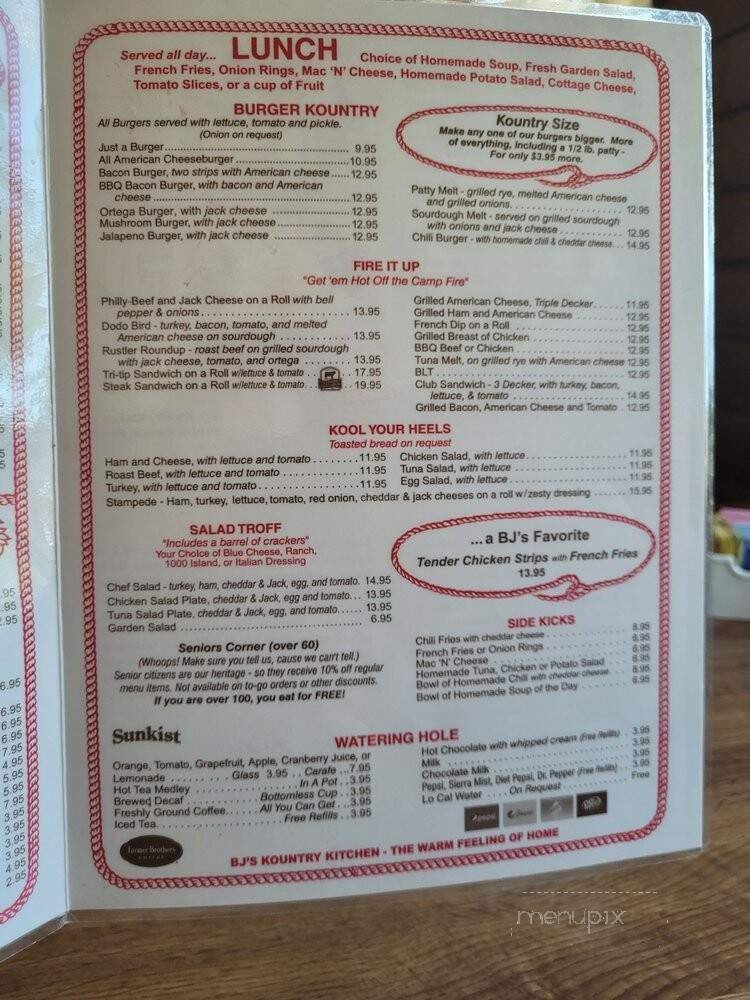 Served all day... LUNCH Choice of Homemade Soup, Fresh Garden Salad,
French Fries, Onion Rings, Mac 'N' Cheese, Homemade Potato Salad, Cottage Cheese,
Tomato Slices, or a cup of Fruit
BURGER KOUNTRY
All Burgers served with lettuce, tomato and pickle.
(Onion on request)
Just a Burger 9.95
All American Cheeseburger 10.95
Bacon Burger, two strips with American cheese 12.95
BBQ Bacon Burger, with bacon and American
cheese 12.95
Ortega Burger, with jack cheese 12.95
Mushroom Burger, with jack cheese 12.95
Jalapeno Burger, with jack cheese 12.95
Kountry Size
Make any one of our burgers bigger. More
of everything, including a 1/2 lb. patty -
For only $3.95 more.
Patty Melt - grilled rye, melted American cheese
and grilled onions. 12.95
Sourdough Melt - served on grilled sourdough
with onions and jack cheese 12.95
Chili Burger - with homemade chili & cheddar cheese 14.95
FIRE IT UP
"Get 'em Hot Off the Camp Fire"
Philly-Beef and Jack Cheese on a Roll with bell
pepper & onions 13.95
Dodo Bird - turkey, bacon, tomato, and melted
American cheese on sourdough 13.95
Rustler Roundup - roast beef on grilled sourdough
with jack cheese, tomato, and ortega 13.95
Tri-tip Sandwich on a Roll w/lettuce & tomato 17.95
Steak Sandwich on a Roll w/lettuce & tomato 19.95
Grilled American Cheese, Triple Decker 11.95
Grilled Ham and American Cheese 12.95
French Dip on a Roll 12.95
Grilled Breast of Chicken 12.95
BBQ Beef or Chicken 12.95
Tuna Melt, on grilled rye with American cheese 12.95
BLT 12.95
Club Sandwich - 3 Decker, with turkey, bacon,
lettuce, & tomato 14.95
Grilled Bacon, American Cheese and Tomato 12.95
KOOL YOUR HEELS
Toasted bread on request
Ham and Cheese, with lettuce and tomato 11.95
Roast Beef, with lettuce and tomato 11.95
Turkey, with lettuce and tomato 11.95
Chicken Salad, with lettuce 11.95
Tuna Salad, with lettuce 11.95
Egg Salad, with lettuce 11.95
Stampede - Ham, turkey, lettuce, tomato, red onion, cheddar & jack cheeses on a roll w/zesty dressing 15.95
SALAD TROFF
"Includes a barrel of crackers"
Your Choice of Blue Cheese, Ranch,
1000 Island, or Italian Dressing
Chef Salad - turkey, ham, cheddar & Jack, egg, and tomato. 14.95
Chicken Salad Plate, cheddar & Jack, egg and tomato 13.95
Tuna Salad Plate, cheddar & Jack, egg, and tomato 13.95
Garden Salad 6.95
...a BJ's Favorite
Tender Chicken Strips with French Fries
13.95
Seniors Corner (over 60)
(Whoops! Make sure you tell us, cause we can't tell.)
Senior citizens are our heritage - so they receive 10% off regular
menu items. Not available on to-go orders or other discounts.
If you are over 100, you eat for FREE!
SIDE KICKS
Chili Fries with cheddar cheese 8.95
French Fries or Onion Rings 6.95
Mac 'N' Cheese 6.95
Homemade Tuna, Chicken or Potato Salad 6.95
Bowl of Homemade Chili with cheddar cheese 8.95
Bowl of Homemade Soup of the Day 6.95
Sunkist
WATERING HOLE
Orange, Tomato, Grapefruit, Apple, Cranberry Juice, or
Lemonade Glass 3.95 Carafe 7.95
Hot Tea Medley In A Pot 3.95
Brewed Decaf Bottomless Cup 3.95
Freshly Ground Coffee All You Can Get 3.95
Iced Tea Free Refills 3.95
Hot Chocolate with whipped cream (Free Refills) 3.95
Milk 3.95
Chocolate Milk 3.95
Pepsi, Sierra Mist, Diet Pepsi, Dr. Pepper (Free Refills) 3.95
Lo Cal Water On Request Free
Farmer Brothers
COFFEE
BJ'S KOUNTRY KITCHEN - THE WARM FEELING OF HOME
menupix